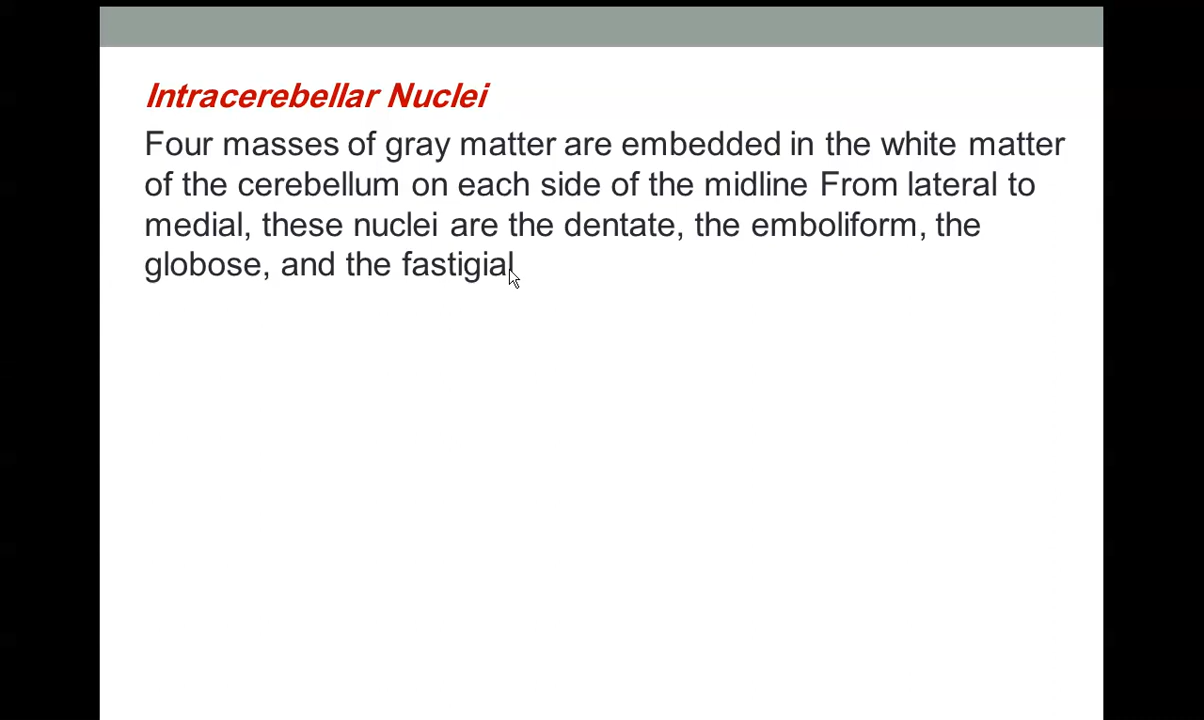 Intracerebellar Nuclei
Four masses of gray matter are embedded in the white matter
of the cerebellum on each side of the midline From lateral to
medial, these nuclei are the dentate, the emboliform, the
globose, and the fastigial